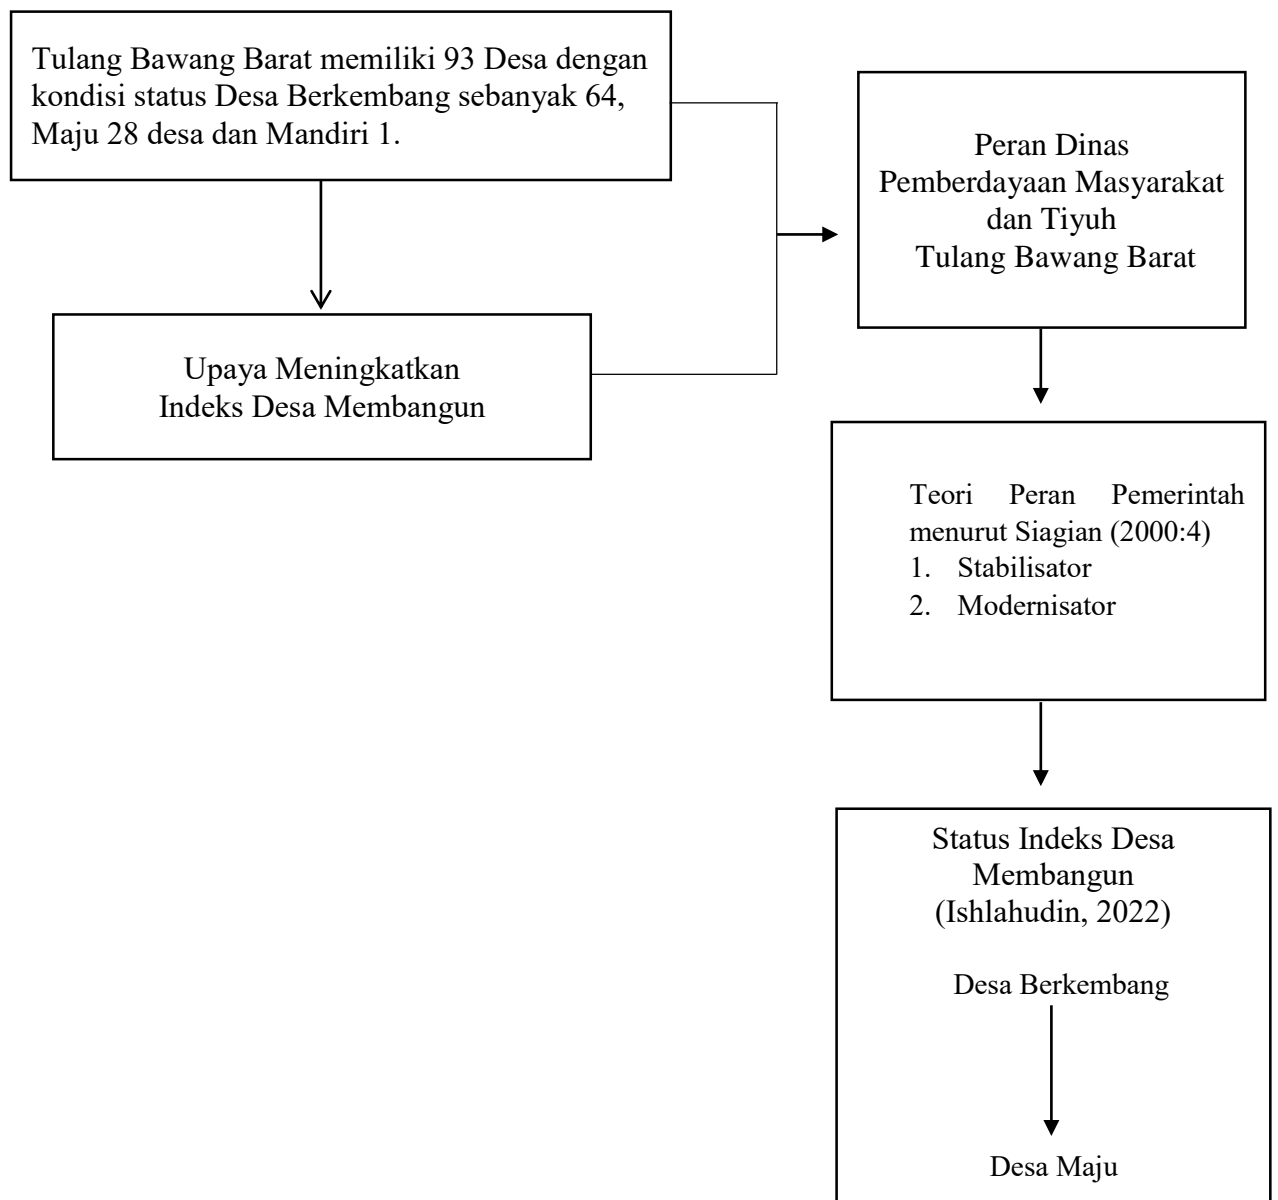 Tulang Bawang Barat memiliki 93 Desa dengan
kondisi status Desa Berkembang sebanyak 64,
Maju 28 desa dan Mandiri 1.
Upaya Meningkatkan
Indeks Desa Membangun
Peran Dinas
Pemberdayaan Masyarakat
dan Tiyuh
Tulang Bawang Barat
Teori Peran Pemerintah
menurut Siagian (2000:4)
1. Stabilisator
2. Modernisator
Status Indeks Desa
Membangun
(Ishlahudin, 2022)
Desa Berkembang
Desa Maju